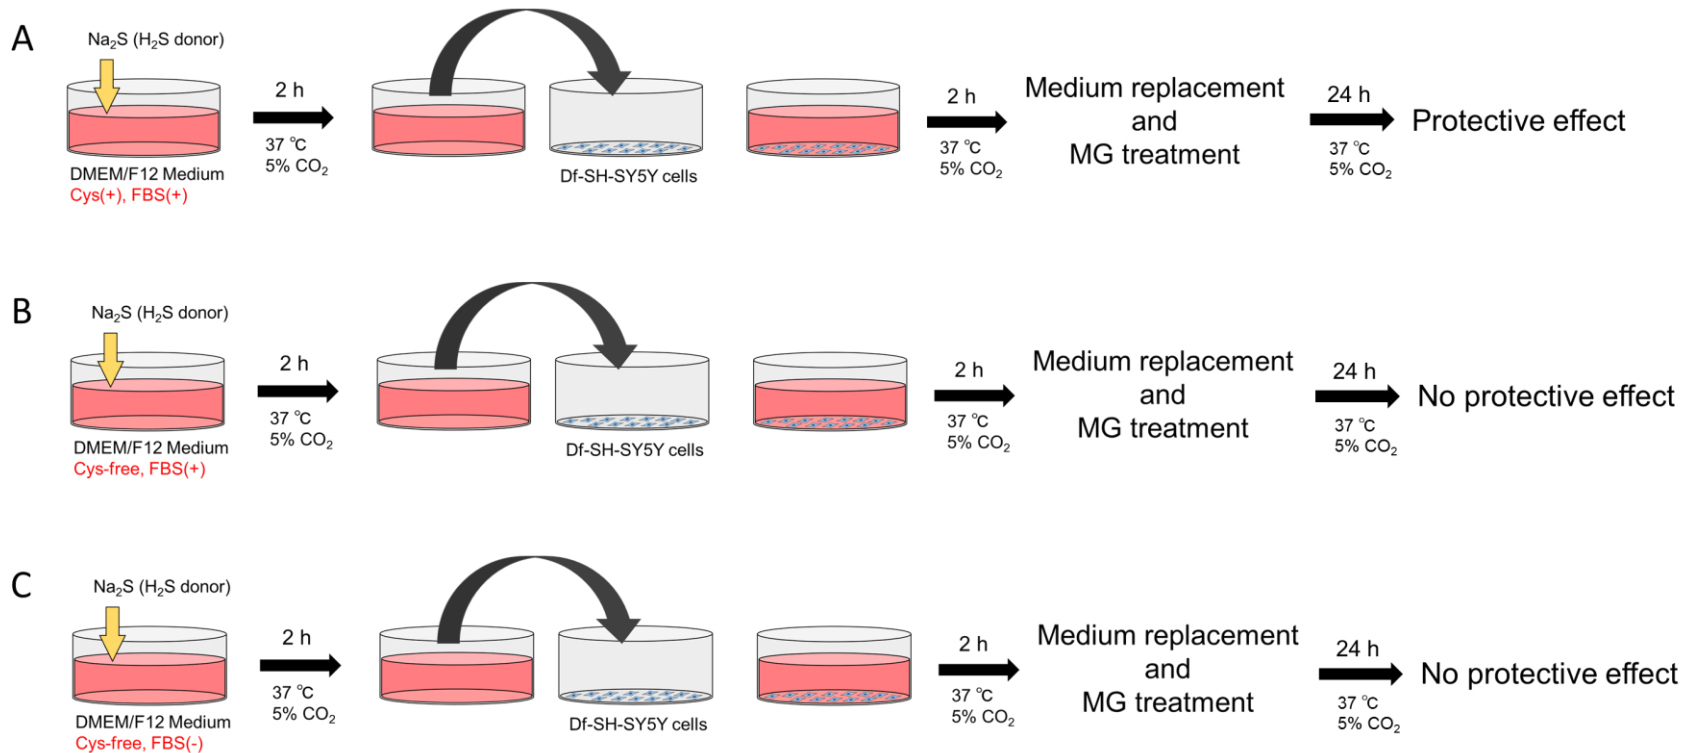 A
Na₂S (H₂S donor)
DMEM/F12 Medium
Cys(+), FBS(+)
2 h
37 ℃
5% CO₂
Df-SH-SY5Y cells
2 h
37 ℃
5% CO₂
Medium replacement
and
MG treatment
24 h
37 ℃
5% CO₂
Protective effect
B
Na₂S (H₂S donor)
DMEM/F12 Medium
Cys-free, FBS(+)
2 h
37 ℃
5% CO₂
Df-SH-SY5Y cells
2 h
37 ℃
5% CO₂
Medium replacement
and
MG treatment
24 h
37 ℃
5% CO₂
No protective effect
C
Na₂S (H₂S donor)
DMEM/F12 Medium
Cys-free, FBS(-)
2 h
37 ℃
5% CO₂
Df-SH-SY5Y cells
2 h
37 ℃
5% CO₂
Medium replacement
and
MG treatment
24 h
37 ℃
5% CO₂
No protective effect